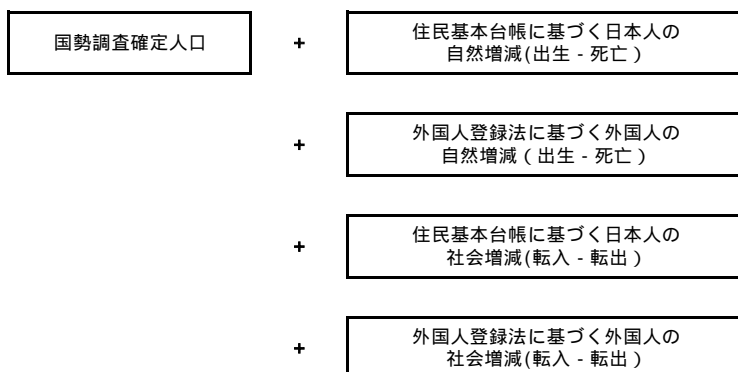 国勢調査確定人口
+
住民基本台帳に基づく日本人の
自然増減(出生 - 死亡 )
+
外国人登録法に基づく外国人の
自然増減 ( 出生 - 死亡 )
+
住民基本台帳に基づく日本人の
社会増減(転入 - 転出 )
+
外国人登録法に基づく外国人の
社会増減(転入 - 転出 )